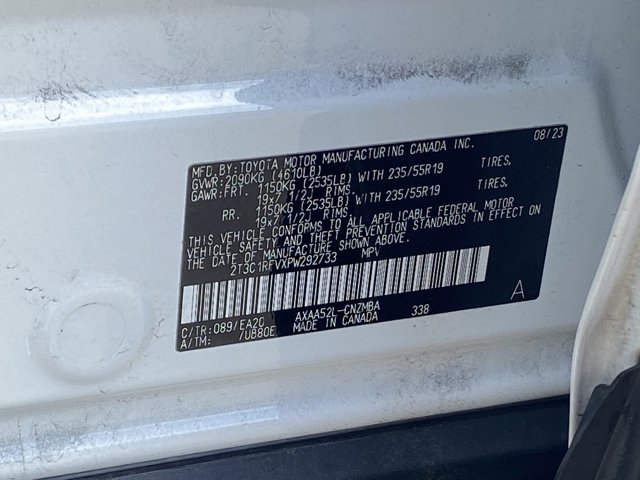 08/23
MFD.BY:TOYOTA MOTOR MANUFACTURING CANADA INC.
GVWR:2090KG (4610LB)
GAWR:FRT. 1150KG (2535LB) WITH 235/55R19 TIRES,
19x7 1/2J RIMS.
RR. 1150KG (2535LB) WITH 235/55R19 TIRES,
19x7 1/2J RIMS.
THIS VEHICLE CONFORMS TO ALL APPLICABLE FEDERAL MOTOR
VEHICLE SAFETY AND THEFT PREVENTION STANDARDS IN EFFECT ON
THE DATE OF MANUFACTURE SHOWN ABOVE.
2T3C1RFVXPW292733 MPV
C/TR:089/EA20 AXAA52L-CNZMBA 338 A
A/TM: /UB80E MADE IN CANADA